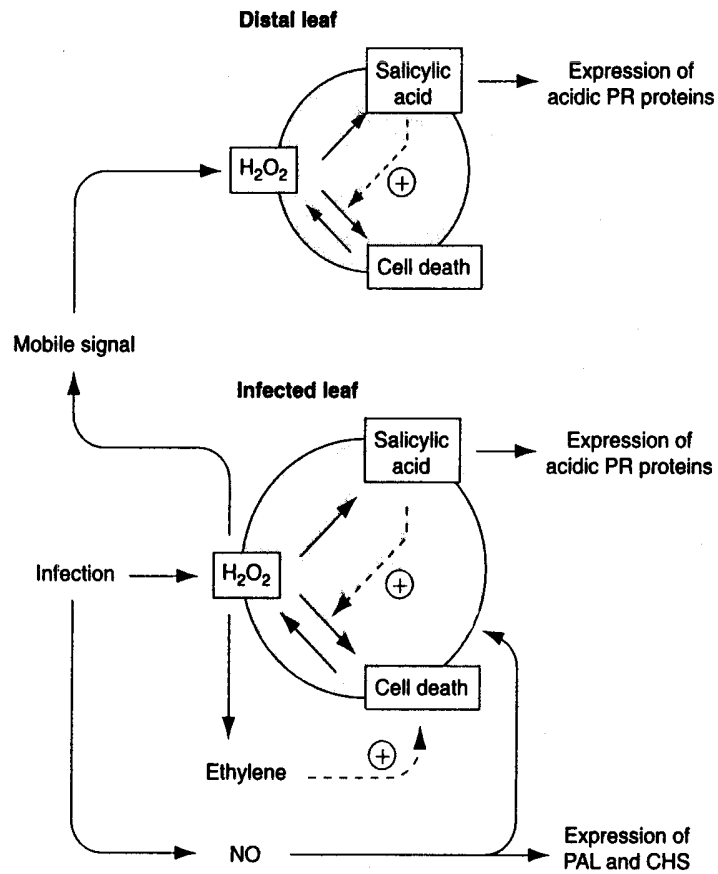 Distal leaf
Salicylic
acid
Expression of
acidic PR proteins
H₂O₂
+
Cell death
Mobile signal
Infected leaf
Salicylic
acid
Expression of
acidic PR proteins
Infection
H₂O₂
+
Cell death
Ethylene
+
NO
Expression of
PAL and CHS